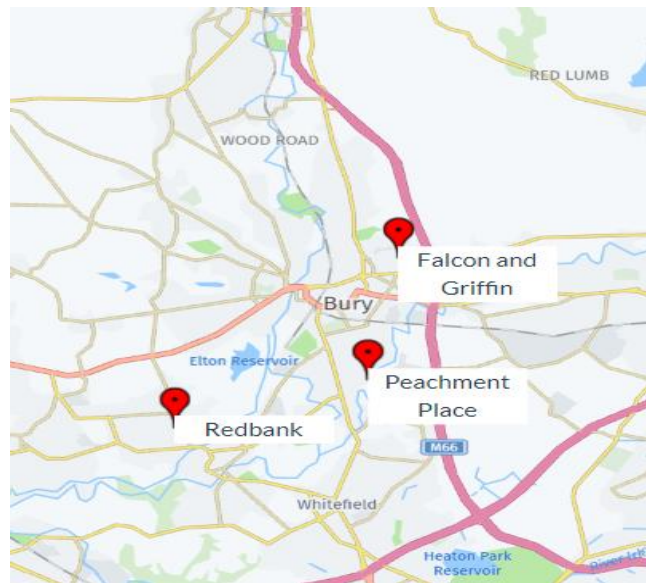 RED LUMB
WOOD ROAD
Falcon and
Griffin
Bury
Elton Reservoir
Peachment
Place
Redbank
M66
Whitefield
Heaton Park
Reservoir